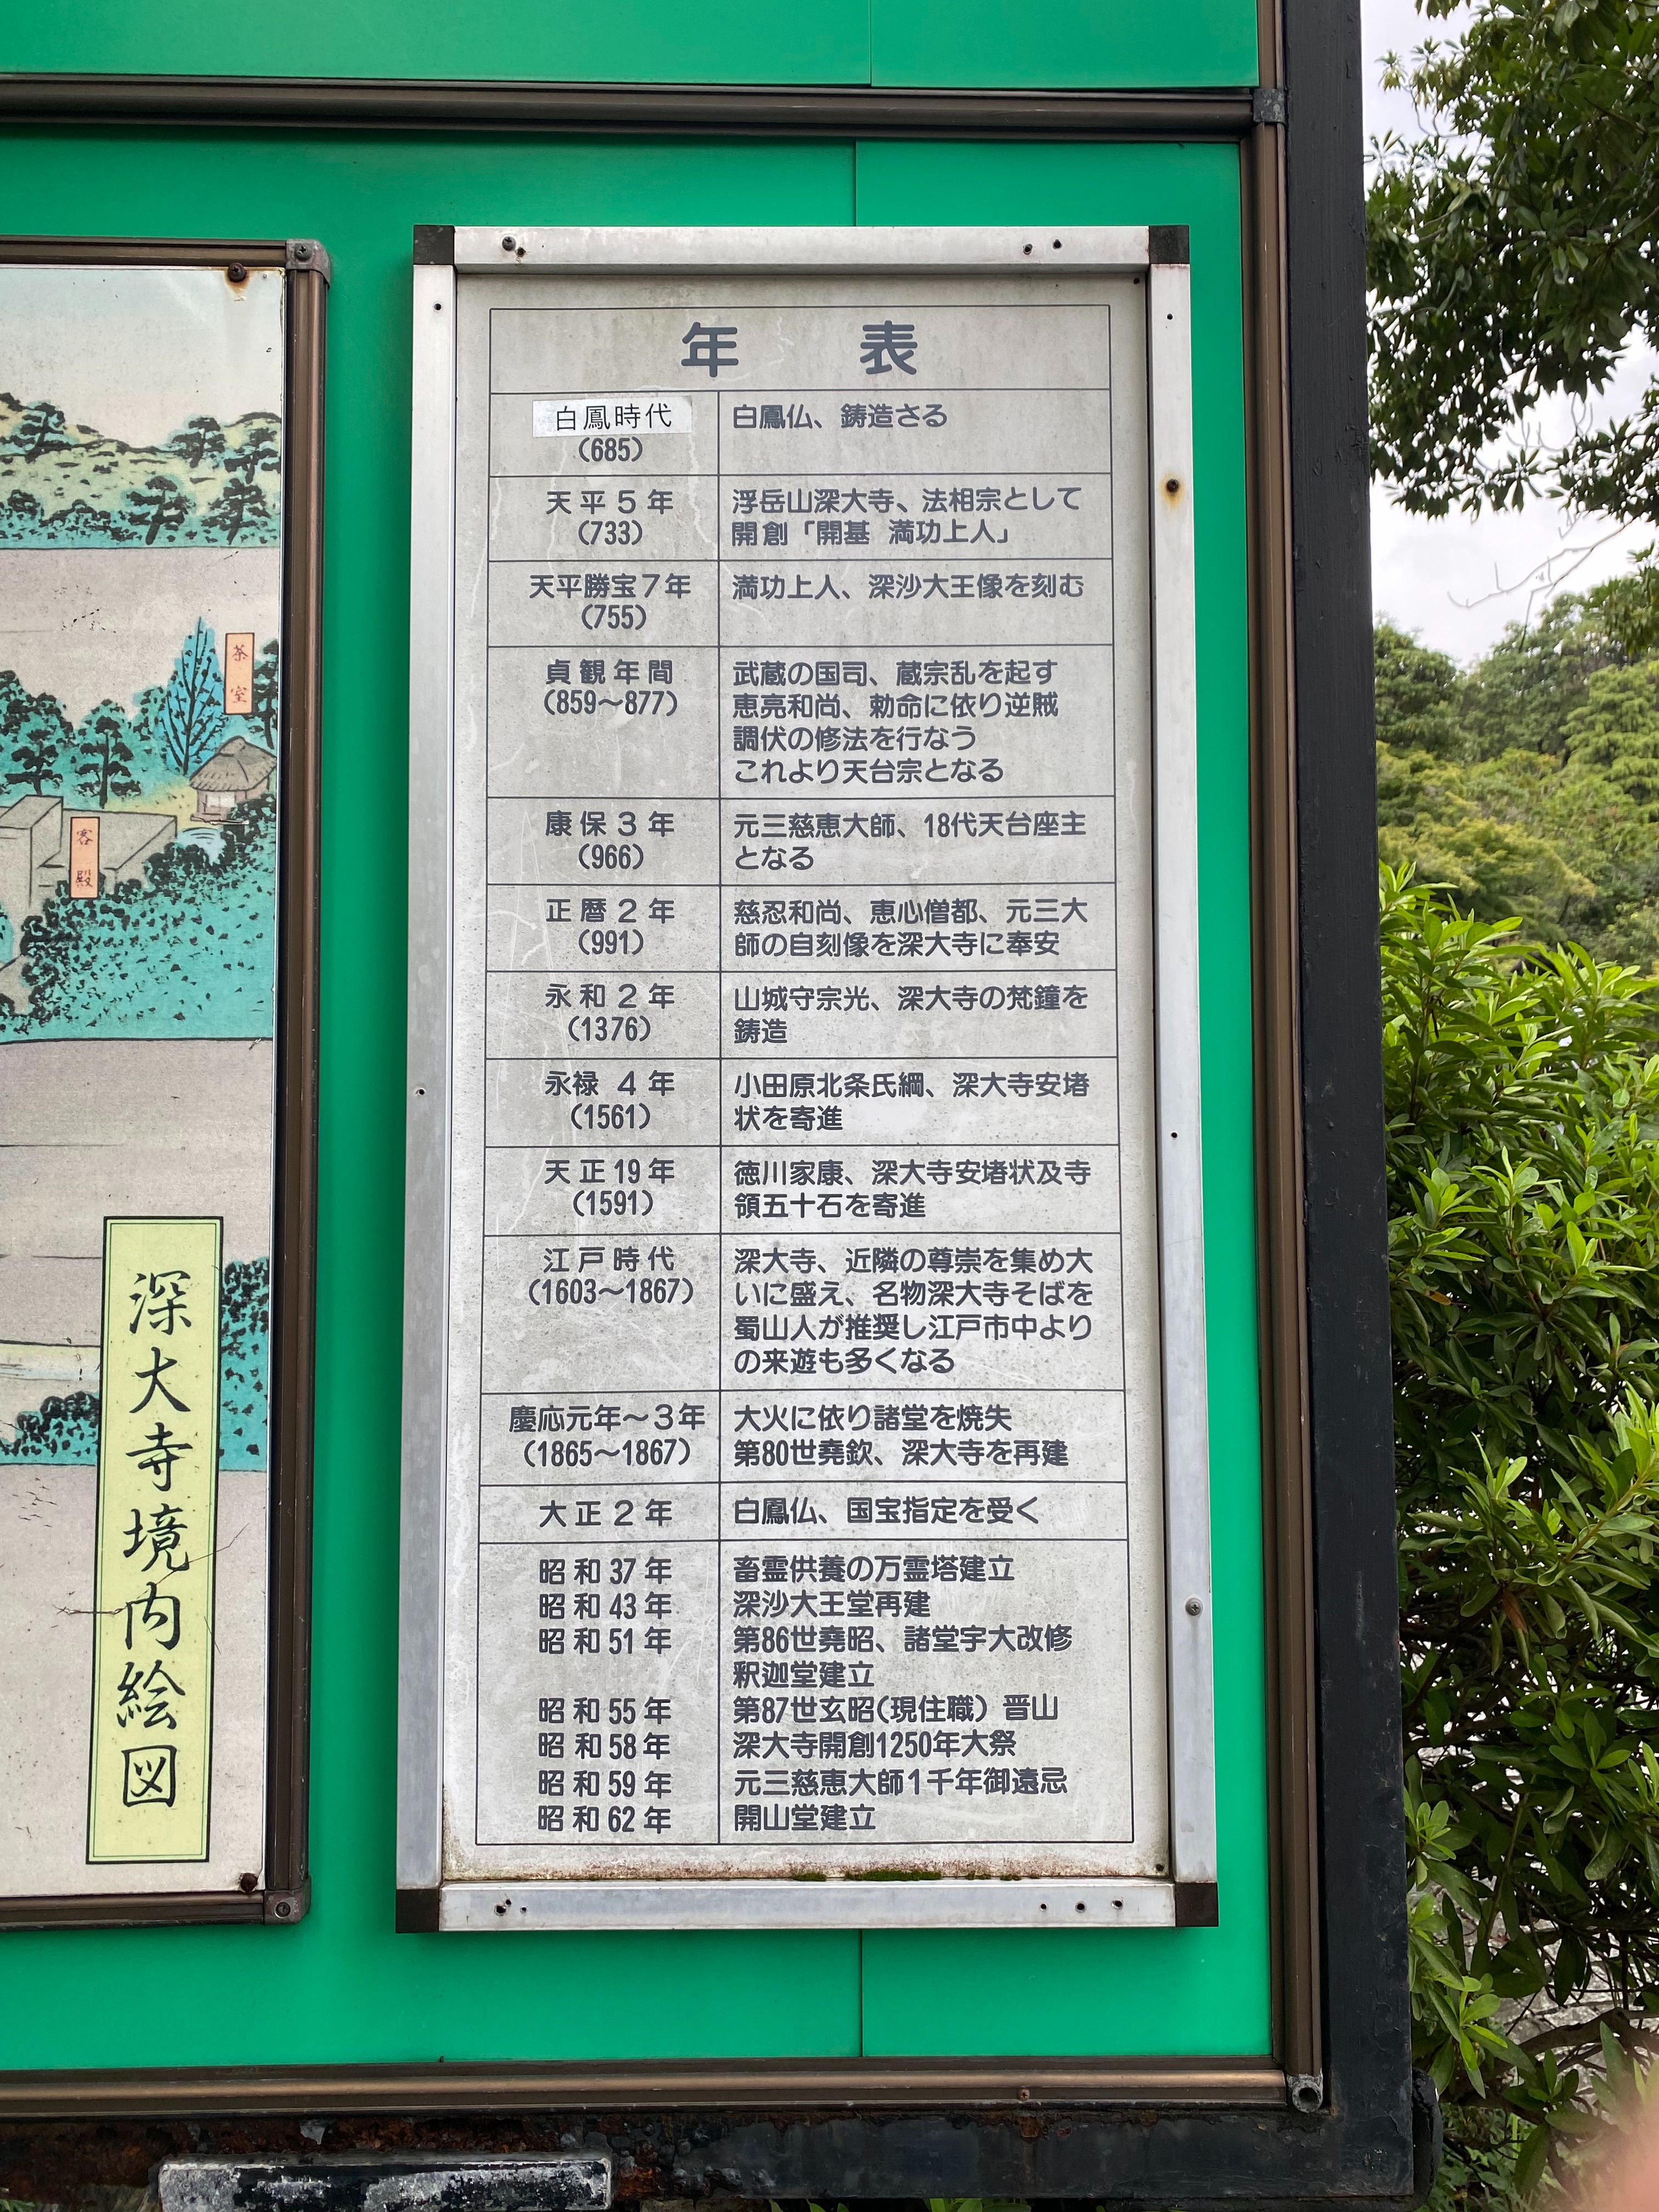 年表
白鳳時代
(685)
白鳳仏、鋳造さる
天平5年
(733)
浮岳山深大寺、法相宗として
開創「開基 満功上人」
天平勝宝7年
(755)
満功上人、深沙大王像を刻む
貞観年間
(859〜877)
武蔵の国司、蔵宗乱を起す
恵亮和尚、勅命に依り逆賊
調伏の修法を行なう
これより天台宗となる
康保3年
(966)
元三慈恵大師、18代天台座主
となる
正暦2年
(991)
慈忍和尚、恵心僧都、元三大
師の自刻像を深大寺に奉安
永和2年
(1376)
山城守宗光、深大寺の梵鐘を
鋳造
永禄4年
(1561)
小田原北条氏綱、深大寺安堵
状を寄進
天正19年
(1591)
徳川家康、深大寺安堵状及寺
領五十石を寄進
江戸時代
(1603〜1867)
深大寺、近隣の尊崇を集め大
いに盛え、名物深大寺そばを
蜀山人が推奨し江戸市中より
の来遊も多くなる
慶応元年〜3年
(1865〜1867)
大火に依り諸堂を焼失
第80世堯欽、深大寺を再建
大正2年
白鳳仏、国宝指定を受く
昭和37年
畜霊供養の万霊塔建立
昭和43年
深沙大王堂再建
昭和51年
第86世堯昭、諸堂宇大改修
釈迦堂建立
昭和55年
第87世玄昭(現住職) 晋山
昭和58年
深大寺開創1250年大祭
昭和59年
元三慈恵大師1千年御遠忌
昭和62年
開山堂建立
茶室
客殿
深大寺境内絵図